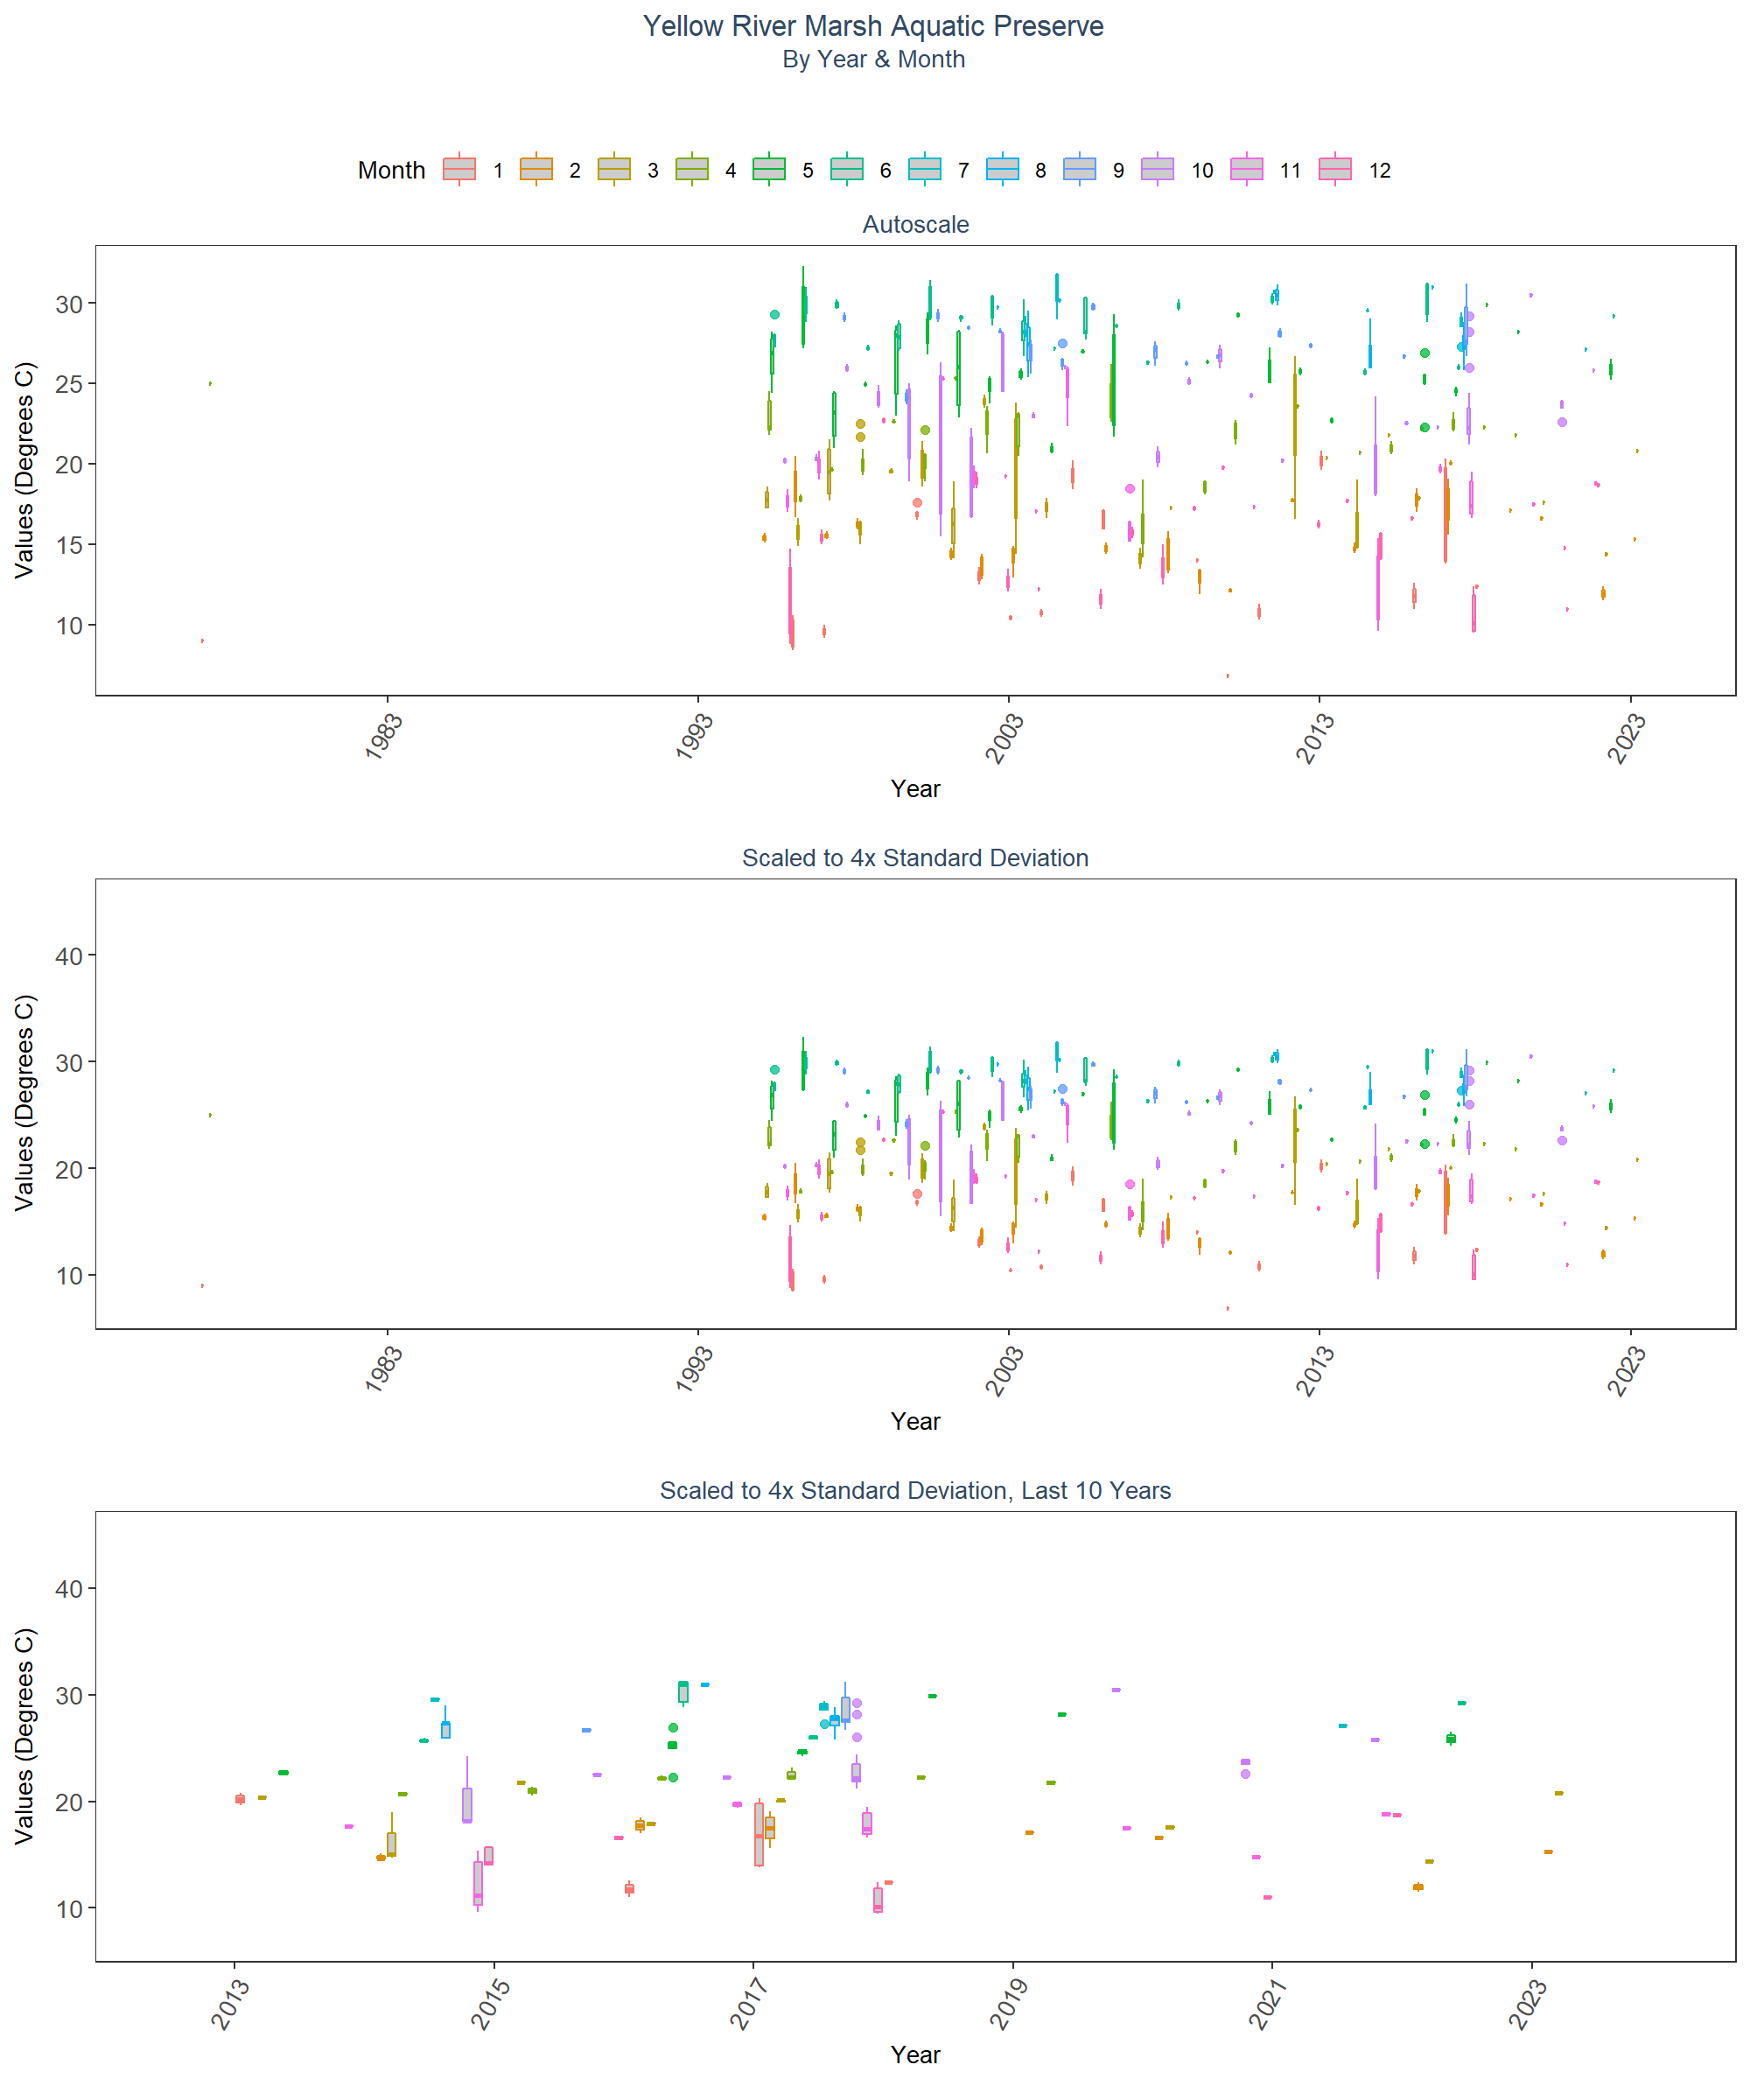 Yellow River Marsh Aquatic Preserve
By Year & Month
Month 1 2 3 4 5 6 7 8 9 10 11 12
Autoscale
Values (Degrees C)
30
25
20
15
10
1983 1993 2003 2013 2023
Year
Scaled to 4x Standard Deviation
Values (Degrees C)
40
30
20
10
1983 1993 2003 2013 2023
Year
Scaled to 4x Standard Deviation, Last 10 Years
Values (Degrees C)
40
30
20
10
2013 2015 2017 2019 2021 2023
Year